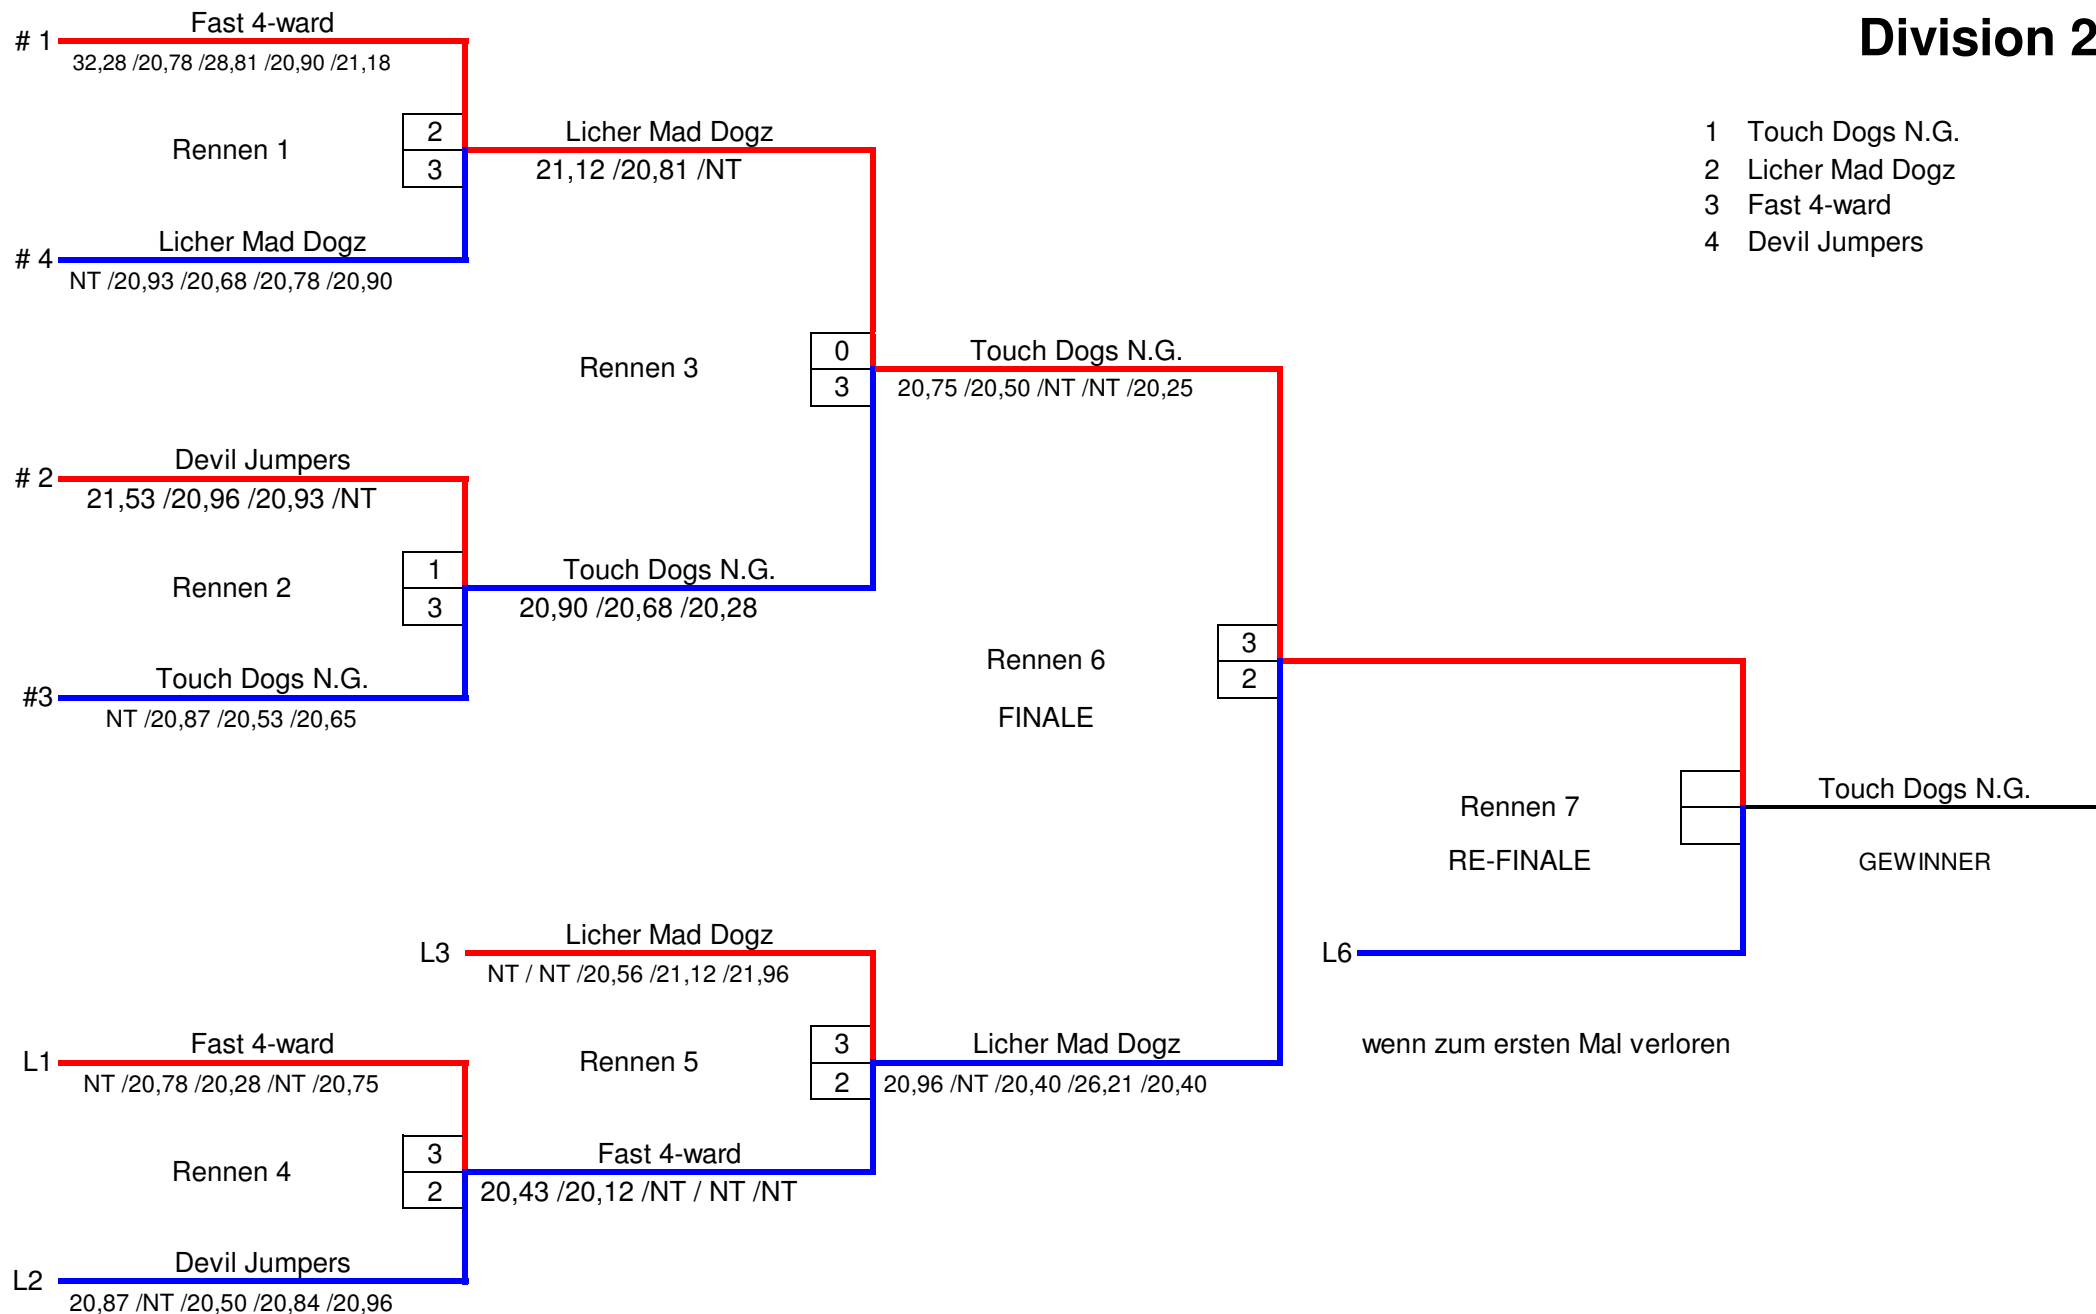 Division 2
Fast 4-ward
# 1
32,28 /20,78 /28,81 /20,90 /21,18
Rennen 1
2
3
Licher Mad Dogz
21,12 /20,81 /NT
1 Touch Dogs N.G.
2 Licher Mad Dogz
3 Fast 4-ward
4 Devil Jumpers
Licher Mad Dogz
# 4
NT /20,93 /20,68 /20,78 /20,90
Rennen 3
0
3
Touch Dogs N.G.
20,75 /20,50 /NT /NT /20,25
Devil Jumpers
# 2
21,53 /20,96 /20,93 /NT
Rennen 2
1
3
Touch Dogs N.G.
20,90 /20,68 /20,28
Touch Dogs N.G.
#3
NT /20,87 /20,53 /20,65
Rennen 6
3
2
FINALE
Rennen 7
RE-FINALE
Touch Dogs N.G.
GEWINNER
Licher Mad Dogz
L3
NT / NT /20,56 /21,12 /21,96
L6
wenn zum ersten Mal verloren
Fast 4-ward
L1
NT /20,78 /20,28 /NT /20,75
Rennen 5
3
2
Licher Mad Dogz
20,96 /NT /20,40 /26,21 /20,40
Rennen 4
3
2
Fast 4-ward
20,43 /20,12 /NT / NT /NT
Devil Jumpers
L2
20,87 /NT /20,50 /20,84 /20,96